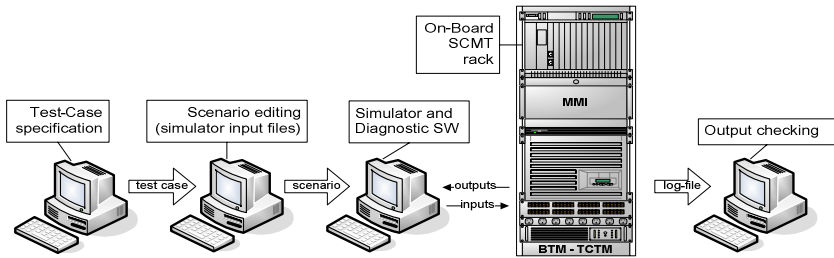 On-Board
SCMT
rack
MMI
Test-Case
specification
Scenario editing
(simulator input files)
Simulator and
Diagnostic SW
Output checking
test case
scenario
outputs
inputs
log-file
BTM - TCTM